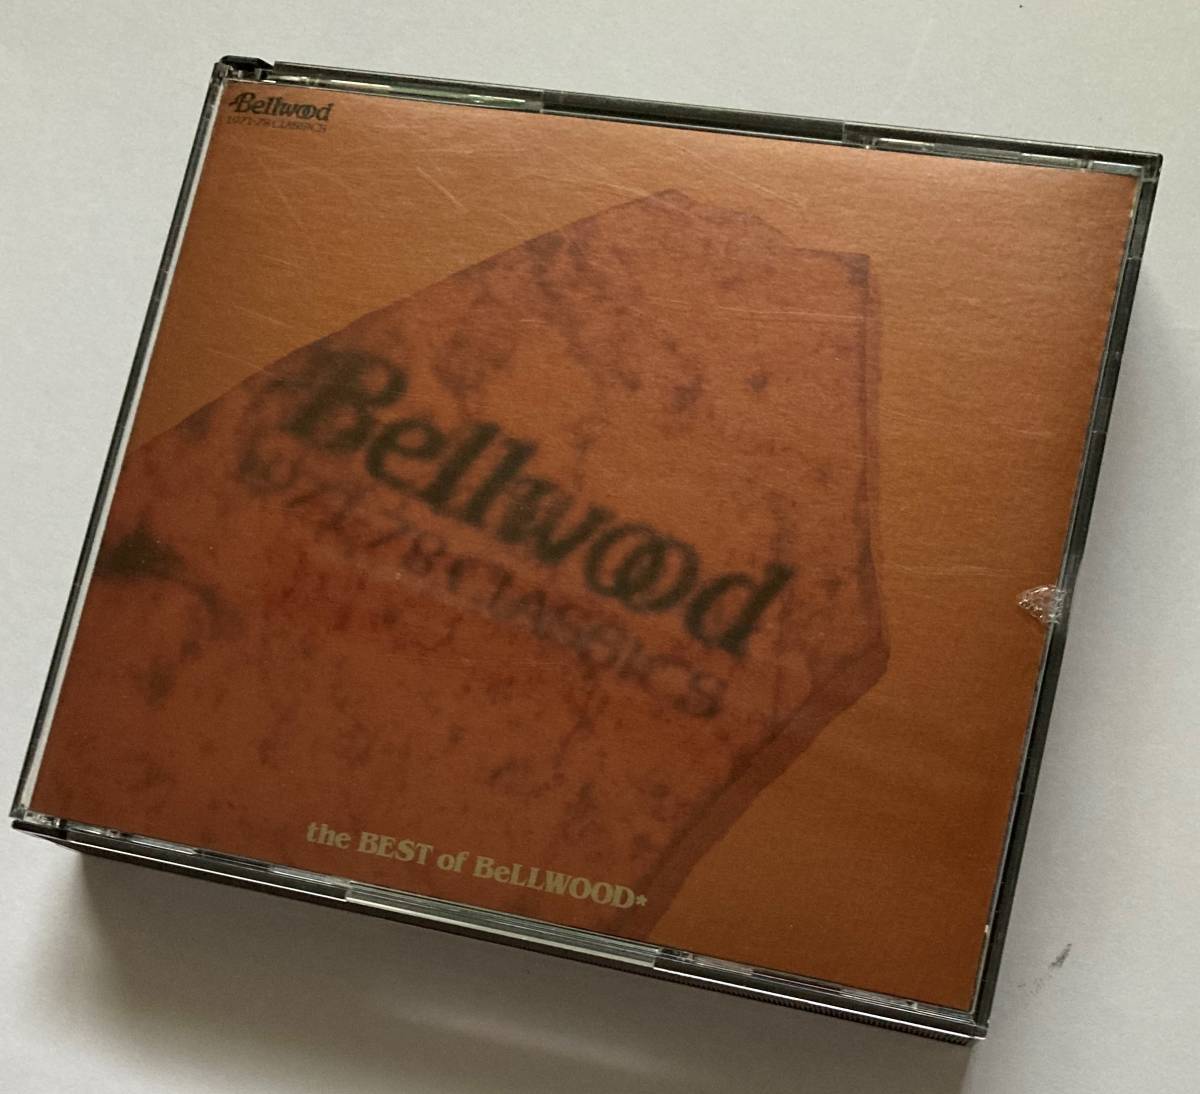 Bellwood
1971-78 CLASSICS
Bellwood
1971-78 CLASSICS
the BEST of BeLLWOOD*